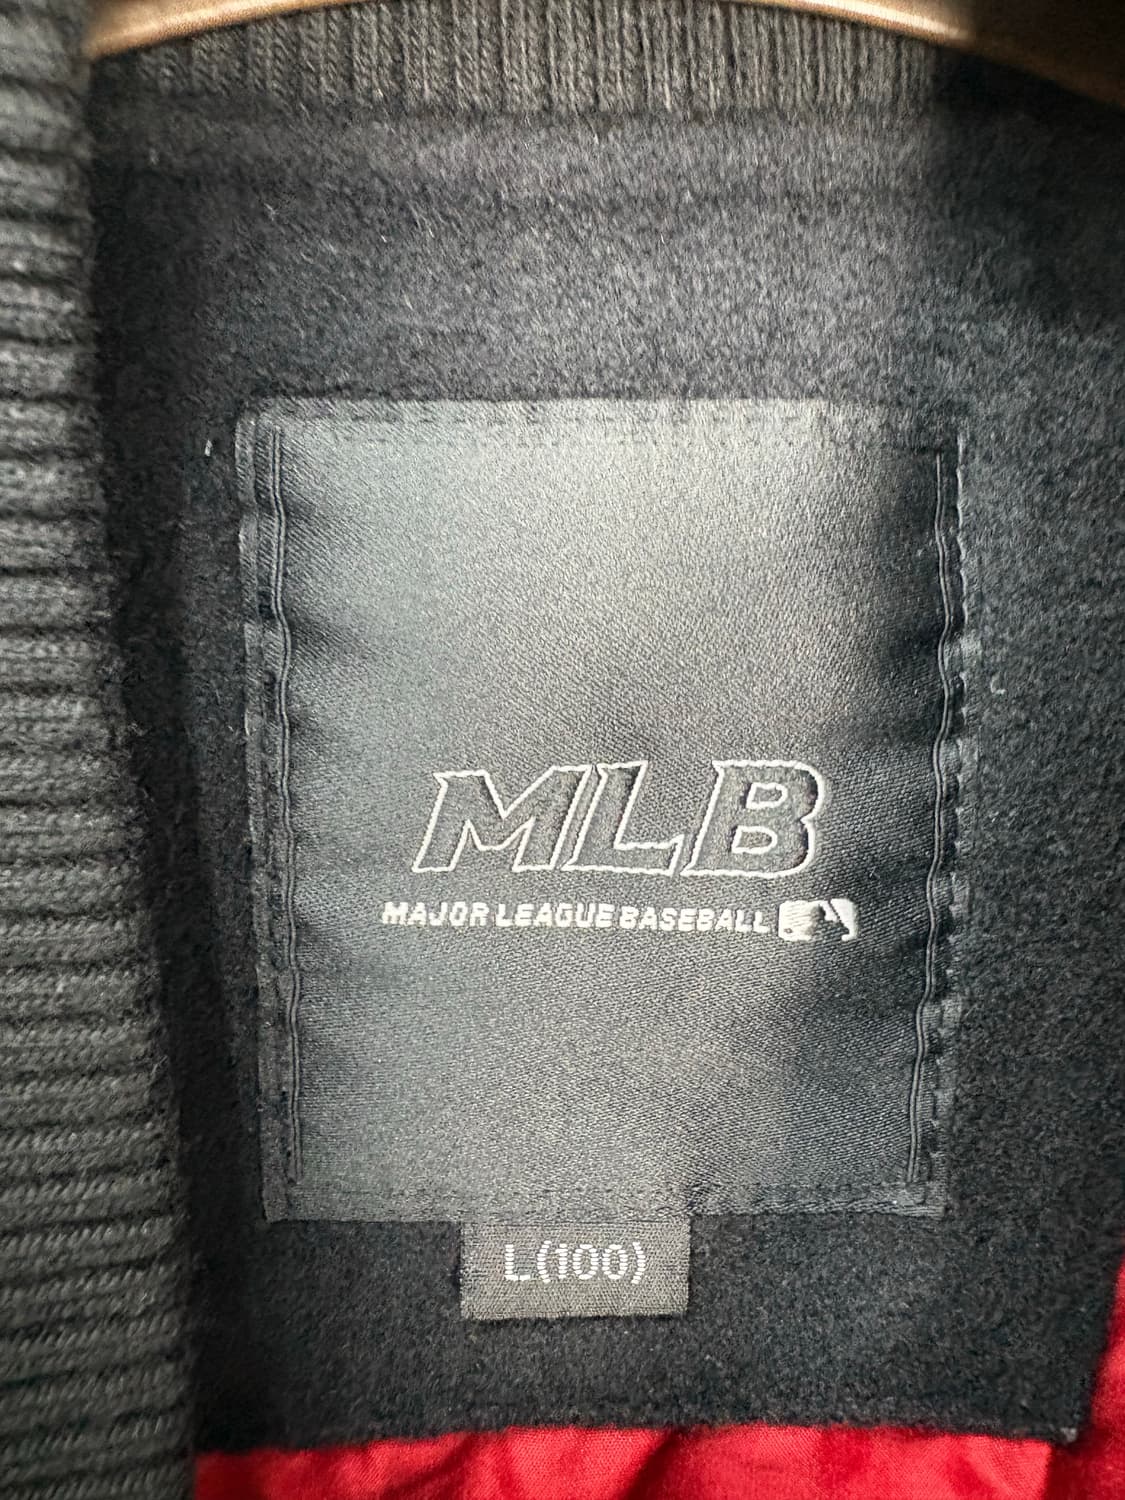 MLB
MAJOR LEAGUE BASEBALL
L(100)